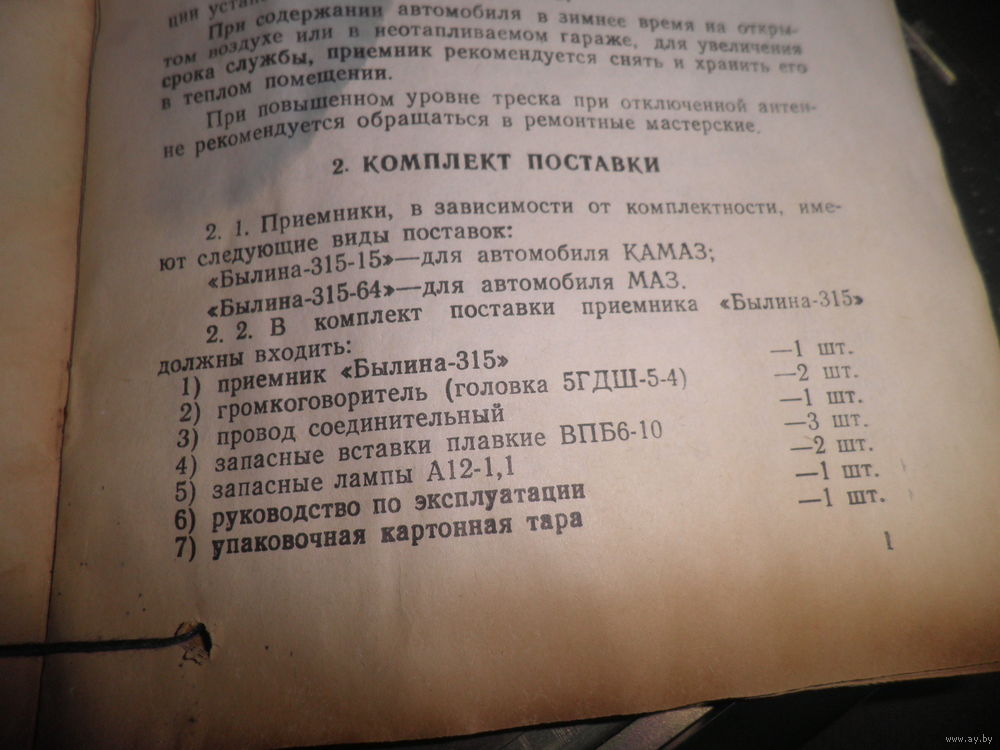 ции
При содержании автомобиля в зимнее время на откры-
том воздухе или в неотапливаемом гараже, для увеличения
срока службы, приемник рекомендуется снять и хранить его
в теплом помещении.
При повышенном уровне треска при отключенной антен-
не рекомендуется обращаться в ремонтные мастерские.
2. КОМПЛЕКТ ПОСТАВКИ
2. 1. Приемники, в зависимости от комплектности, име-
ют следующие виды поставок:
«Былина-315-15»—для автомобиля КАМАЗ;
«Былина-315-64»—для автомобиля МАЗ.
2. 2. В комплект поставки приемника «Былина-315»
должны входить:
1) приемник «Былина-315» —1 шт.
2) громкоговоритель (головка 5ГДШ-5-4) —2 шт.
3) провод соединительный —1 шт.
4) запасные вставки плавкие ВПБ6-10 —3 шт.
5) запасные лампы А12-1,1 —2 шт.
6) руководство по эксплуатации —1 шт.
7) упаковочная картонная тара —1 шт.
1
www.ay.by